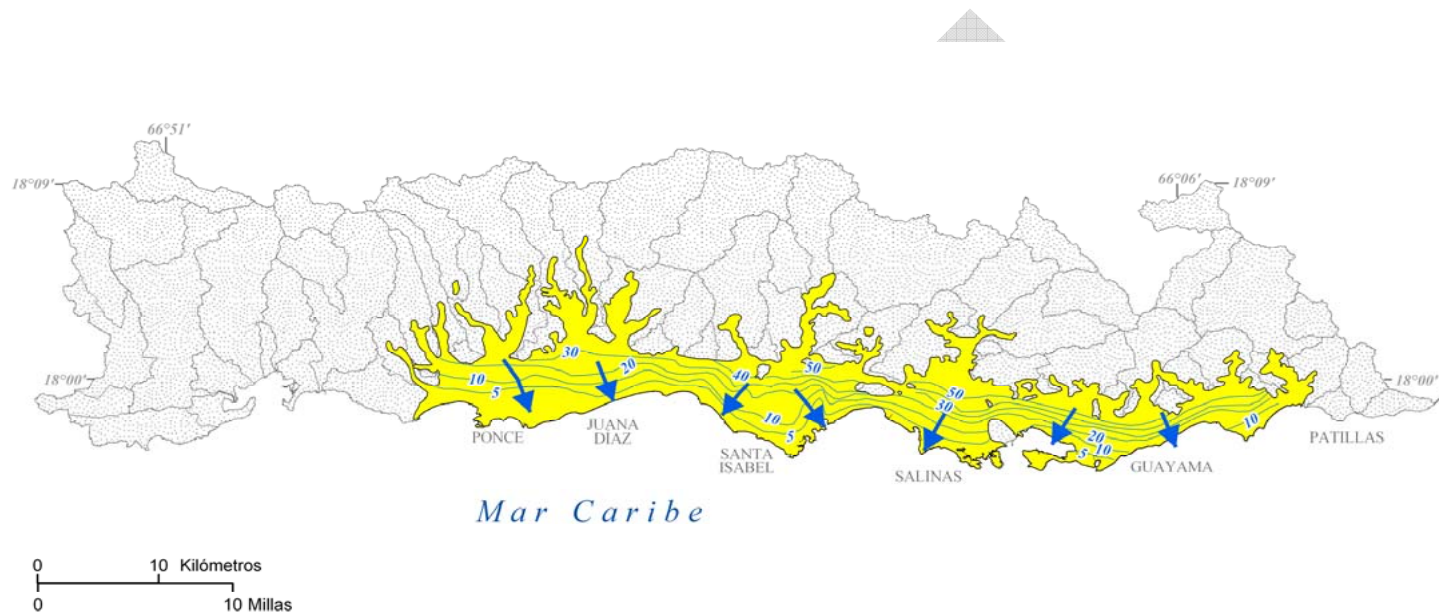 66°51'
18°09'
66°06'
18°09'
30
20
10
5
40
50
10
5
50
30
20
10
5
10
18°00'
18°00'
PONCE
JUANA
DIAZ
SANTA
ISABEL
SALINAS
GUAYAMA
PATILLAS
Mar Caribe
0 10 Kilómetros
0 10 Millas